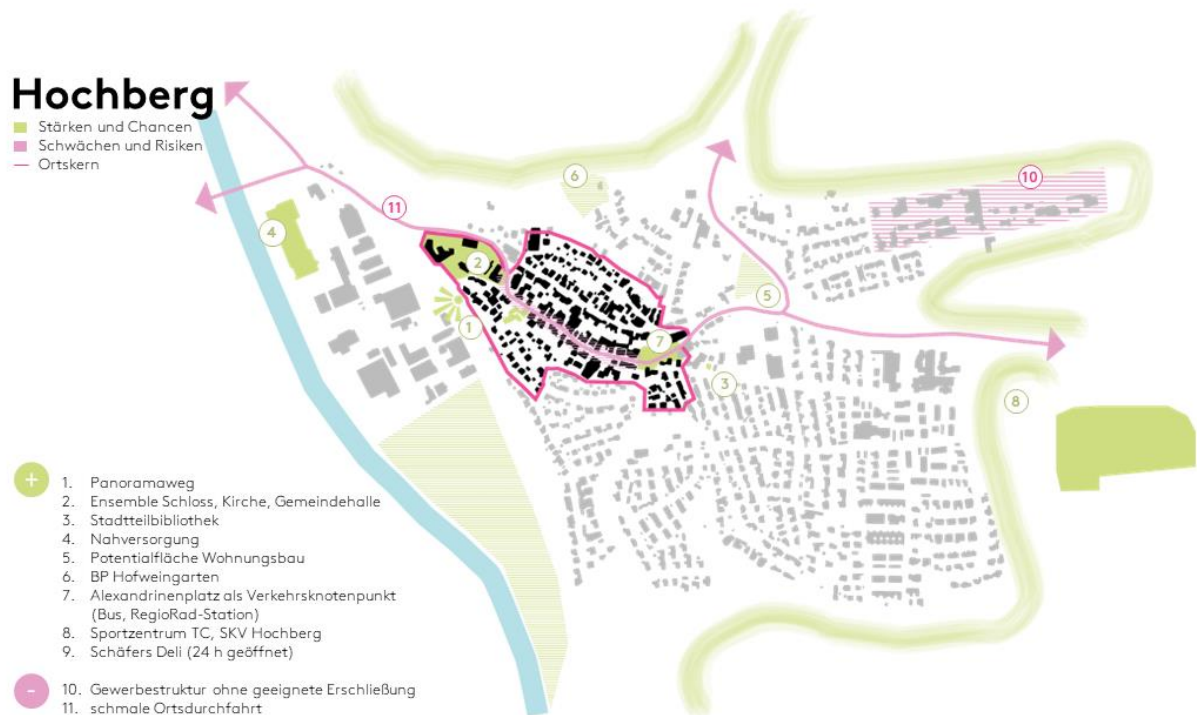 Hochberg
Stärken und Chancen
Schwächen und Risiken
Ortskern
6
10
11
4
2
5
1
7
3
8
+
1. Panoramaweg
2. Ensemble Schloss, Kirche, Gemeindehalle
3. Stadtteilbibliothek
4. Nahversorgung
5. Potentialfläche Wohnungsbau
6. BP Hofweingarten
7. Alexandrinenplatz als Verkehrsknotenpunkt
(Bus, RegioRad-Station)
8. Sportzentrum TC, SKV Hochberg
9. Schäfers Deli (24 h geöffnet)
-
10. Gewerbestruktur ohne geeignete Erschließung
11. schmale Ortsdurchfahrt